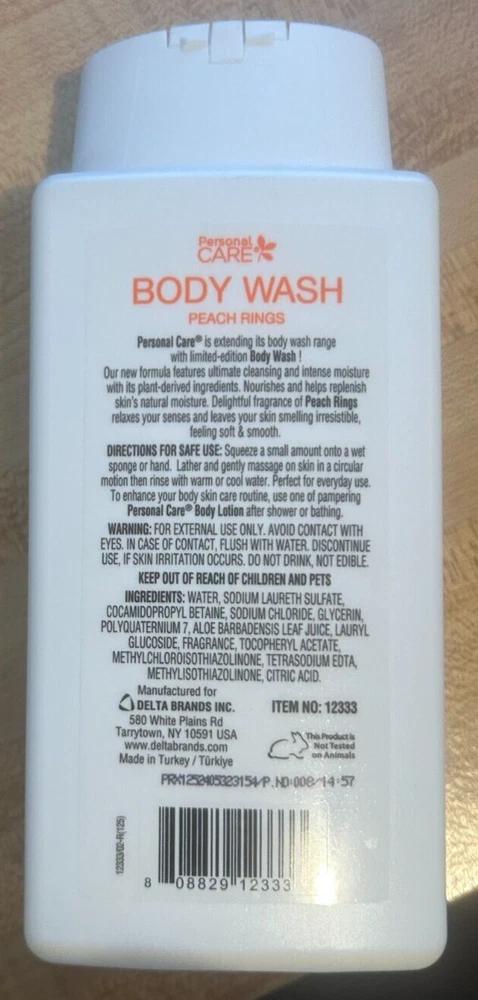 Personal
CARE®
BODY WASH
PEACH RINGS
Personal Care® is extending its body wash range
with limited-edition Body Wash !
Our new formula features ultimate cleansing and intense moisture
with its plant-derived ingredients. Nourishes and helps replenish
skin's natural moisture. Delightful fragrance of Peach Rings
relaxes your senses and leaves your skin smelling irresistible,
feeling soft & smooth.
DIRECTIONS FOR SAFE USE: Squeeze a small amount onto a wet
sponge or hand. Lather and gently massage on skin in a circular
motion then rinse with warm or cool water. Perfect for everyday use.
To enhance your body skin care routine, use one of pampering
Personal Care® Body Lotion after shower or bathing.
WARNING: FOR EXTERNAL USE ONLY. AVOID CONTACT WITH
EYES. IN CASE OF CONTACT, FLUSH WITH WATER. DISCONTINUE
USE, IF SKIN IRRITATION OCCURS. DO NOT DRINK, NOT EDIBLE.
KEEP OUT OF REACH OF CHILDREN AND PETS
INGREDIENTS: WATER, SODIUM LAURETH SULFATE,
COCAMIDOPROPYL BETAINE, SODIUM CHLORIDE, GLYCERIN,
POLYQUATERNIUM 7, ALOE BARBADENSIS LEAF JUICE, LAURYL
GLUCOSIDE, FRAGRANCE, TOCOPHERYL ACETATE,
METHYLCHLOROISOTHIAZOLINONE, TETRASODIUM EDTA,
METHYLISOTHIAZOLINONE, CITRIC ACID.
Manufactured for
DELTA BRANDS INC.
580 White Plains Rd
Tarrytown, NY 10591 USA
www.deltabrands.com
Made in Turkey / Türkiye
ITEM NO: 12333
This Product is
Not Tested
on Animals
14:57
12333/02-R(125)
8 08829 12333